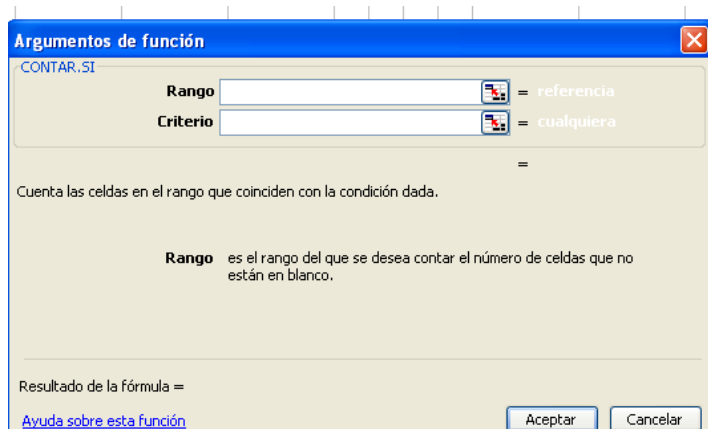 Argumentos de función
CONTAR.SI
Rango = referencia
Criterio = cualquiera
=
Cuenta las celdas en el rango que coinciden con la condición dada.
Rango es el rango del que se desea contar el número de celdas que no
están en blanco.
Resultado de la fórmula =
Ayuda sobre esta función Aceptar Cancelar